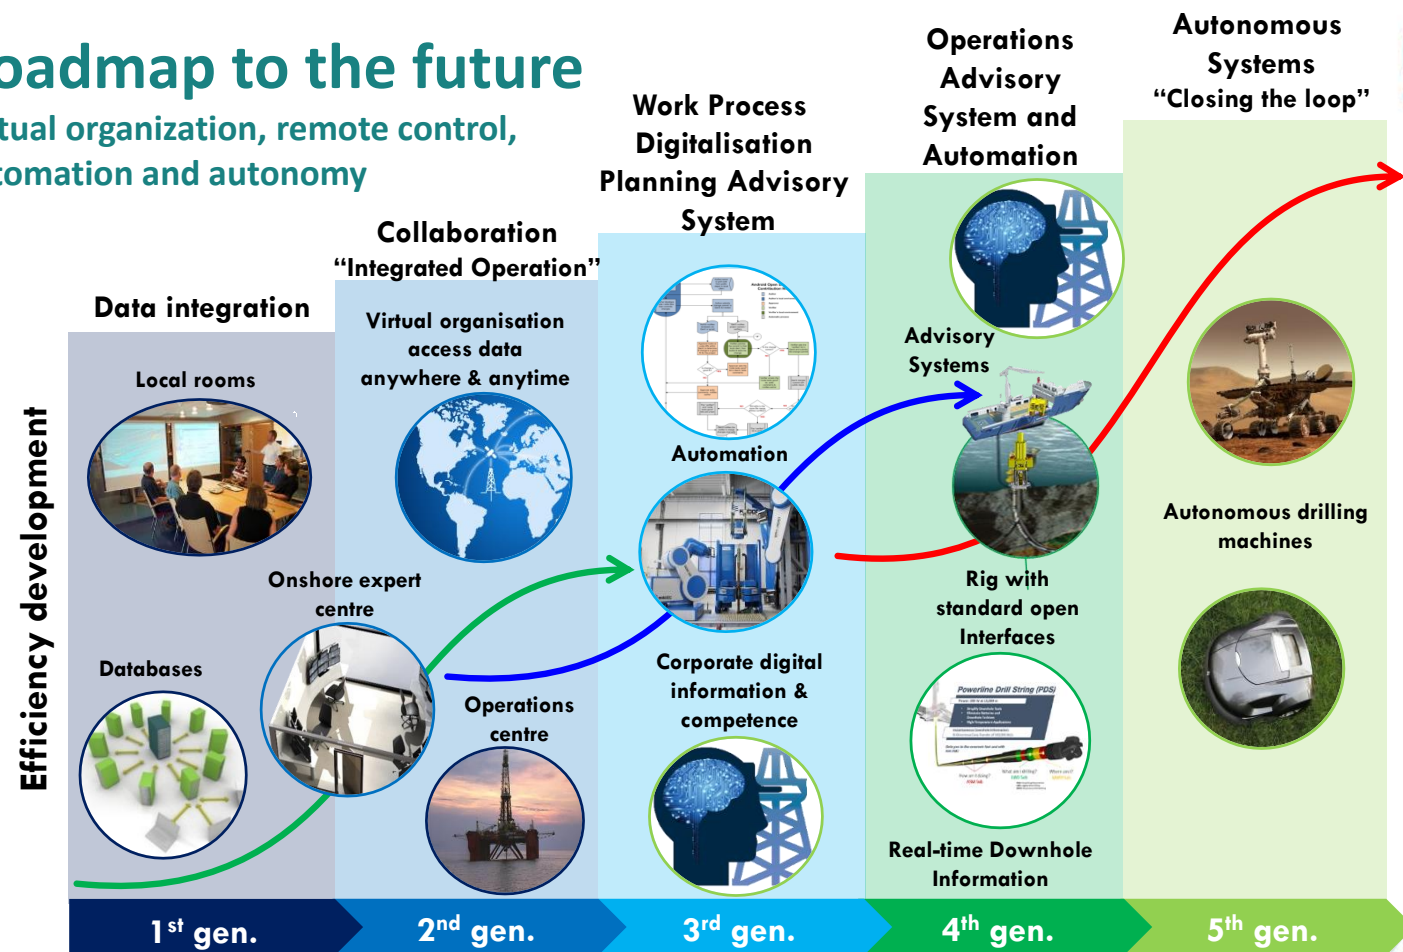 oadmap to the future
tual organization, remote control,
tomation and autonomy
Efficiency development
Data integration
Local rooms
Databases
Onshore expert
centre
Collaboration
“Integrated Operation”
Virtual organisation
access data
anywhere & anytime
Operations
centre
Work Process
Digitalisation
Planning Advisory
System
Automation
Corporate digital
information &
competence
Operations
Advisory
System and
Automation
Advisory
Systems
Rig with
standard open
Interfaces
Powerline Drill String (PDS)
Real-time Downhole
Information
Autonomous
Systems
“Closing the loop”
Autonomous drilling
machines
1st gen.
2nd gen.
3rd gen.
4th gen.
5th gen.